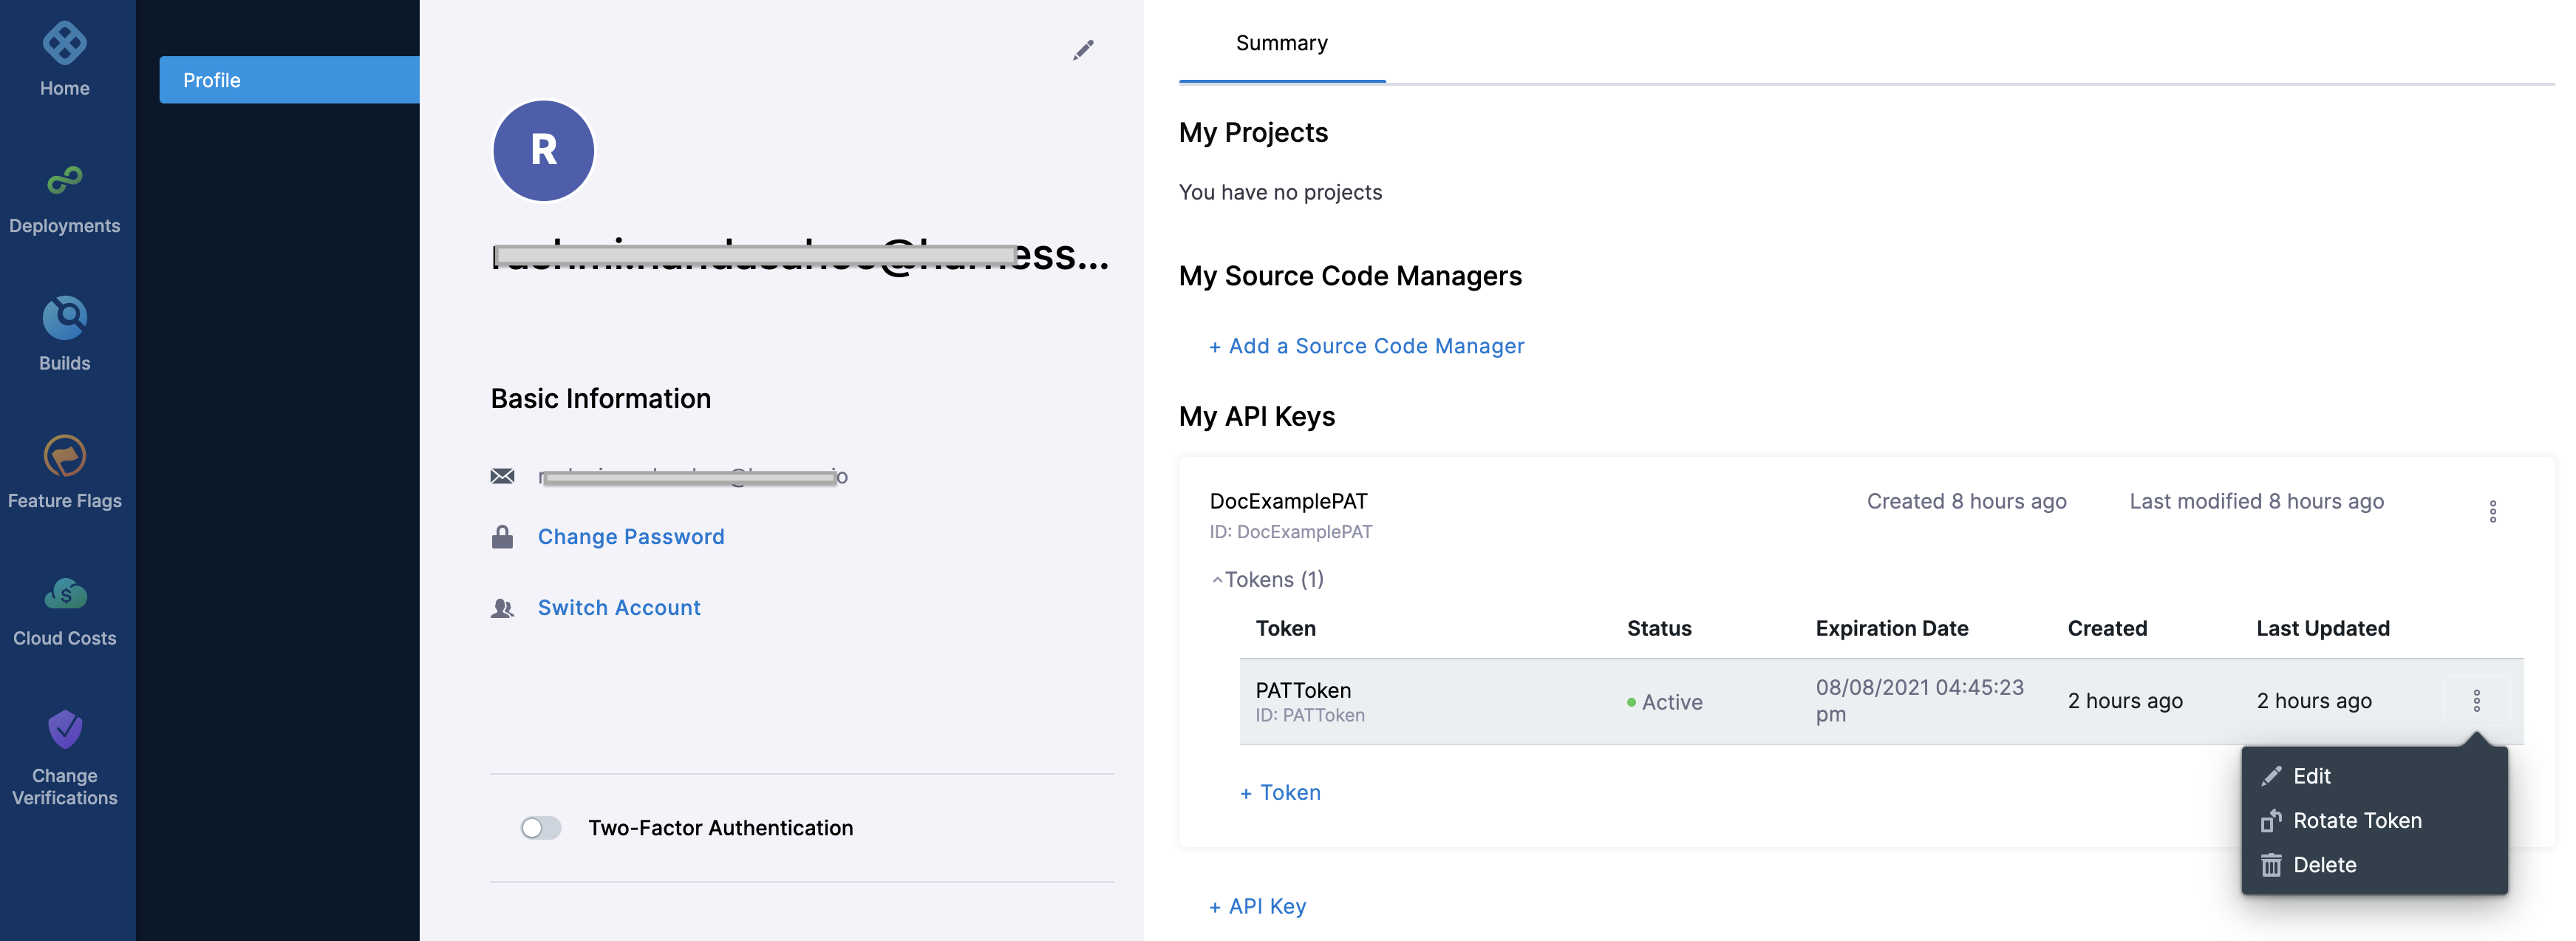 Home
Deployments
Builds
Feature Flags
Cloud Costs
Change
Verifications
Profile
R
Basic Information
Change Password
Switch Account
Two-Factor Authentication
Summary
My Projects
You have no projects
My Source Code Managers
+ Add a Source Code Manager
My API Keys
DocExamplePAT Created 8 hours ago Last modified 8 hours ago
ID: DocExamplePAT
Tokens (1)
Token Status Expiration Date Created Last Updated
PATToken Active 08/08/2021 04:45:23 2 hours ago 2 hours ago
ID: PATToken pm
+ Token
Edit
Rotate Token
Delete
+ API Key